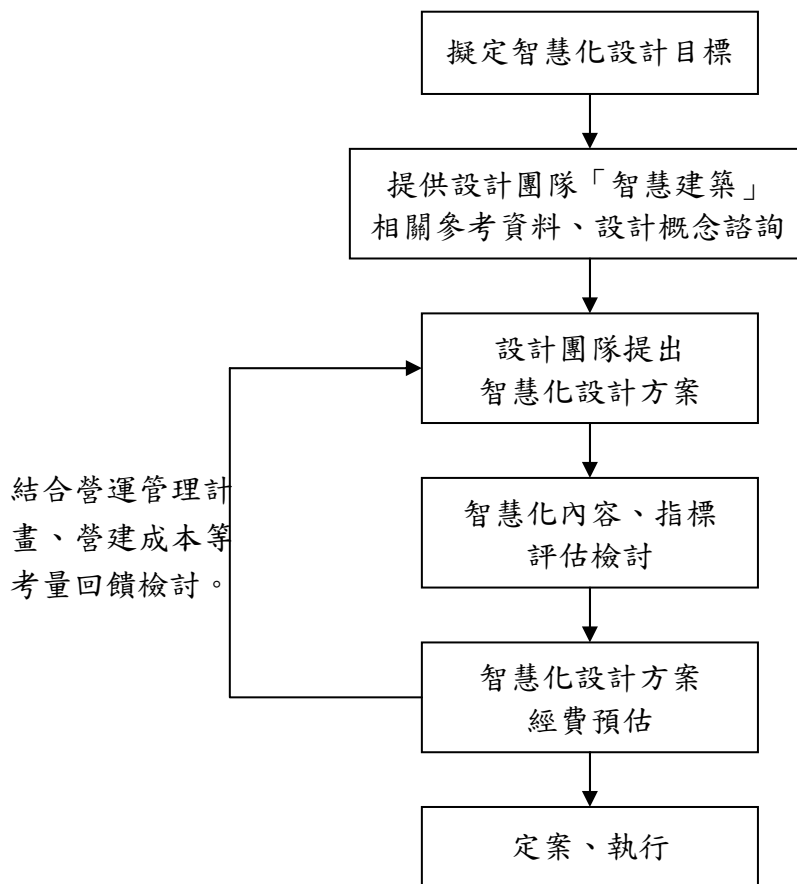 擬定智慧化設計目標
提供設計團隊「智慧建築」
相關參考資料、設計概念諮詢
設計團隊提出
智慧化設計方案
結合營運管理計
畫、營建成本等
考量回饋檢討。
智慧化內容、指標
評估檢討
智慧化設計方案
經費預估
定案、執行